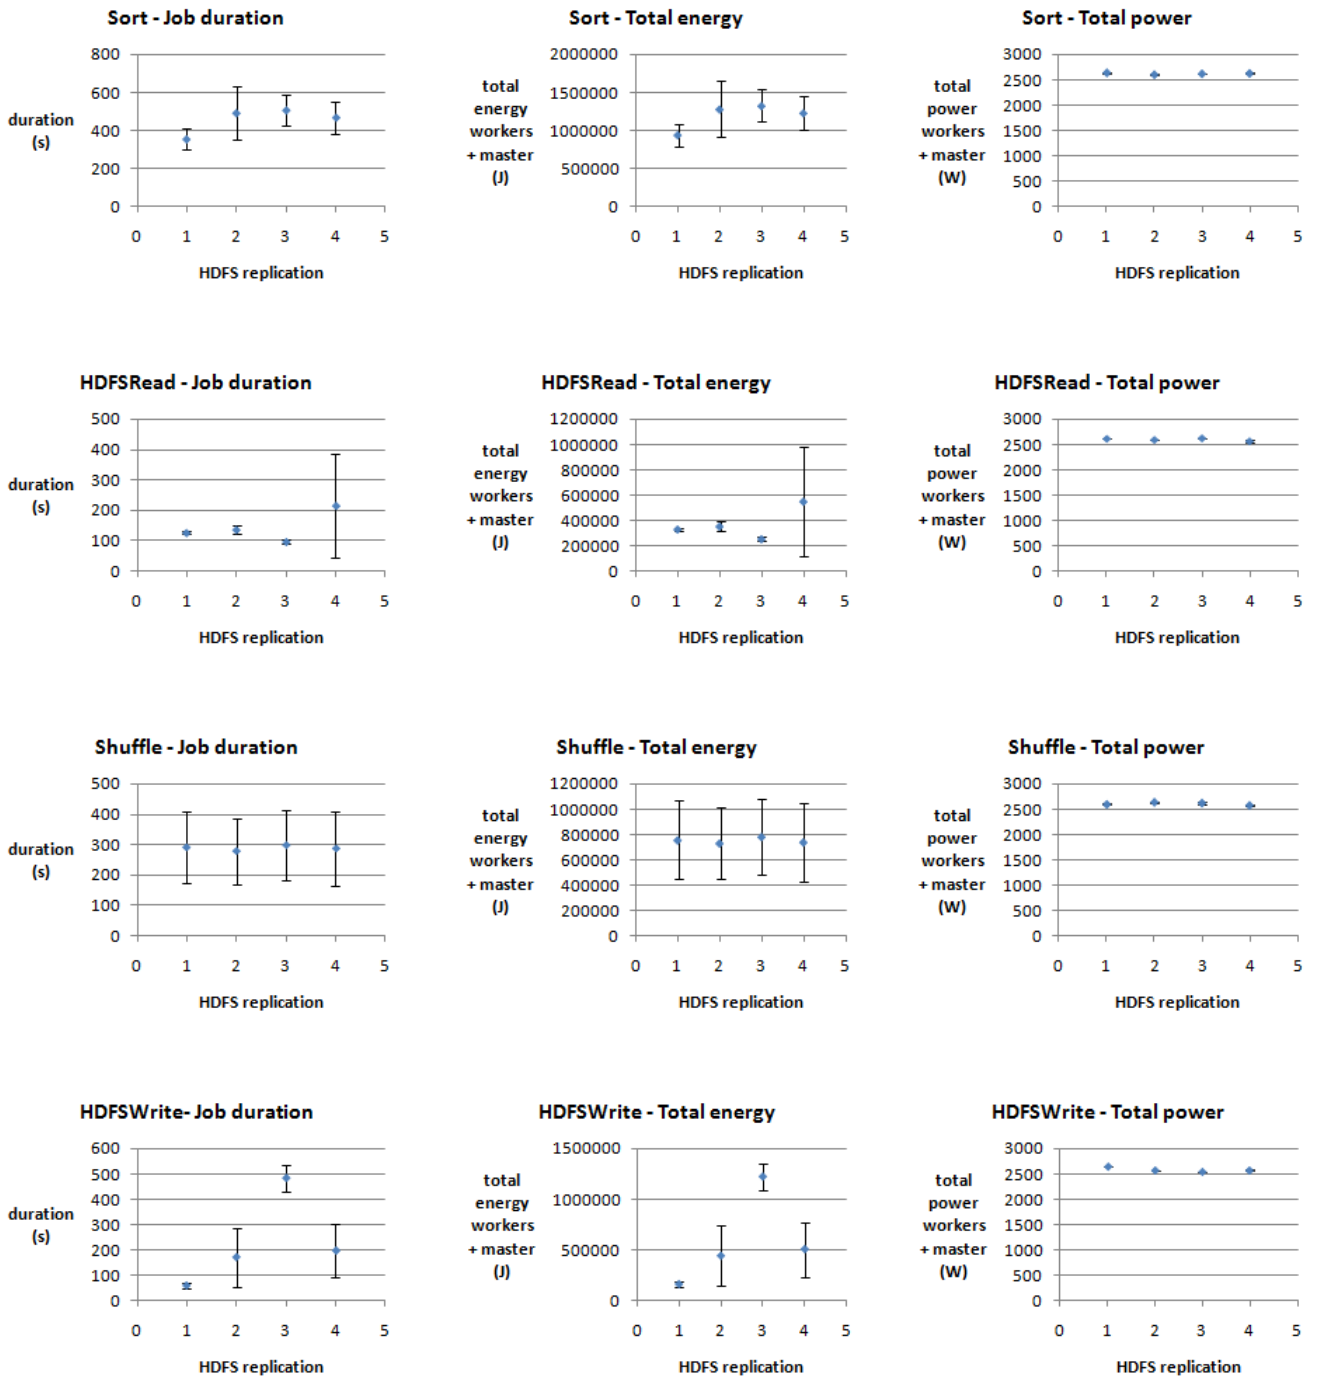 Sort - Job duration
800
600
400
200
0
duration
(s)
0 1 2 3 4 5
HDFS replication
Sort - Total energy
2000000
1500000
1000000
500000
0
total
energy
workers
+ master
(J)
0 1 2 3 4 5
HDFS replication
Sort - Total power
3000
2500
2000
1500
1000
500
0
total
power
workers
+ master
(W)
0 1 2 3 4 5
HDFS replication
HDFSRead - Job duration
500
400
300
200
100
0
duration
(s)
0 1 2 3 4 5
HDFS replication
HDFSRead - Total energy
1200000
1000000
800000
600000
400000
200000
0
total
energy
workers
+ master
(J)
0 1 2 3 4 5
HDFS replication
HDFSRead - Total power
3000
2500
2000
1500
1000
500
0
total
power
workers
+ master
(W)
0 1 2 3 4 5
HDFS replication
Shuffle - Job duration
500
400
300
200
100
0
duration
(s)
0 1 2 3 4 5
HDFS replication
Shuffle - Total energy
1200000
1000000
800000
600000
400000
200000
0
total
energy
workers
+ master
(J)
0 1 2 3 4 5
HDFS replication
Shuffle - Total power
3000
2500
2000
1500
1000
500
0
total
power
workers
+ master
(W)
0 1 2 3 4 5
HDFS replication
HDFSWrite- Job duration
600
500
400
300
200
100
0
duration
(s)
0 1 2 3 4 5
HDFS replication
HDFSWrite - Total energy
1500000
1000000
500000
0
total
energy
workers
+ master
(J)
0 1 2 3 4 5
HDFS replication
HDFSWrite - Total power
3000
2500
2000
1500
1000
500
0
total
power
workers
+ master
(W)
0 1 2 3 4 5
HDFS replication